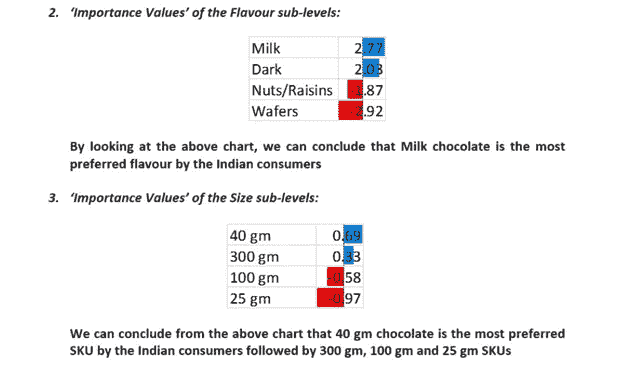 2. 'Importance Values' of the Flavour sub-levels:
Milk 2.77
Dark 2.03
Nuts/Raisins -1.87
Wafers -2.92
By looking at the above chart, we can conclude that Milk chocolate is the most
preferred flavour by the Indian consumers
3. 'Importance Values' of the Size sub-levels:
40 gm 0.69
300 gm 0.33
100 gm -0.58
25 gm -0.97
We can conclude from the above chart that 40 gm chocolate is the most preferred
SKU by the Indian consumers followed by 300 gm, 100 gm and 25 gm SKUs